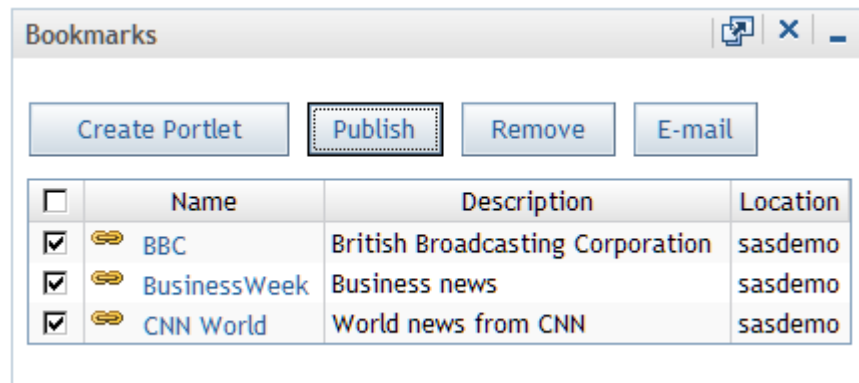 Bookmarks
Create Portlet Publish Remove E-mail
Name Description Location
BBC British Broadcasting Corporation sasdemo
BusinessWeek Business news sasdemo
CNN World World news from CNN sasdemo